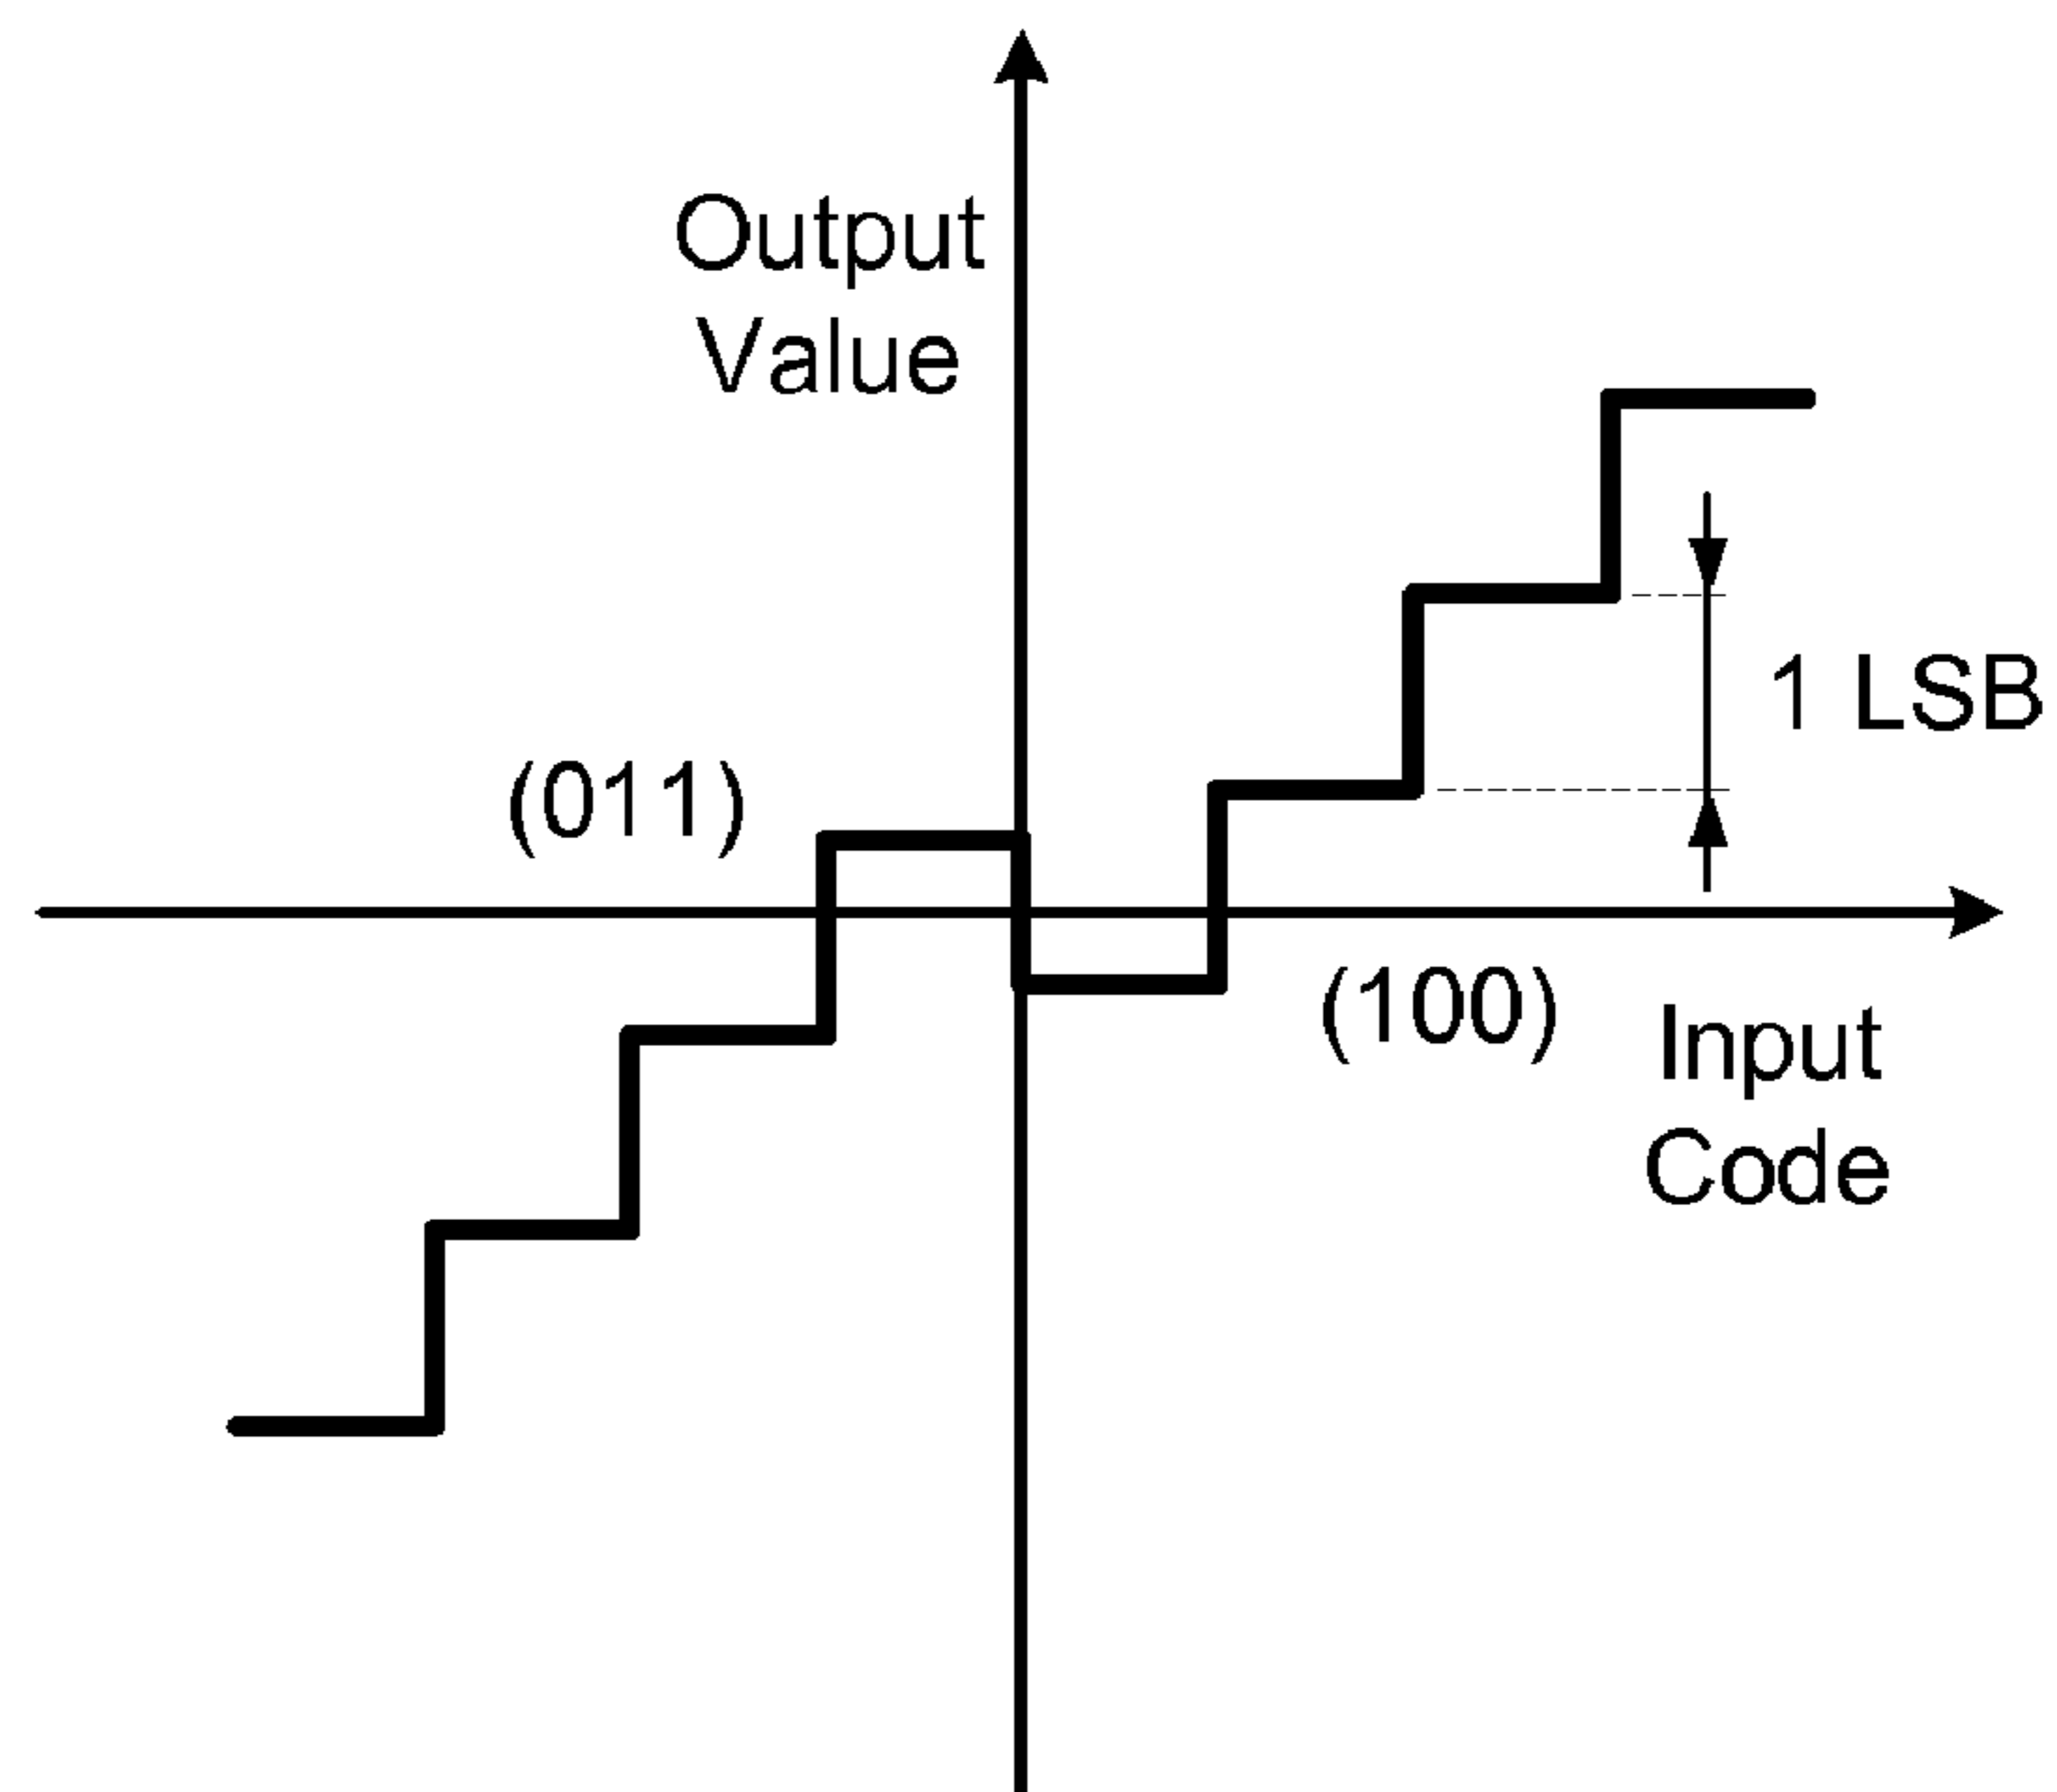 Output
Value
1 LSB
(011)
(100)
Input
Code